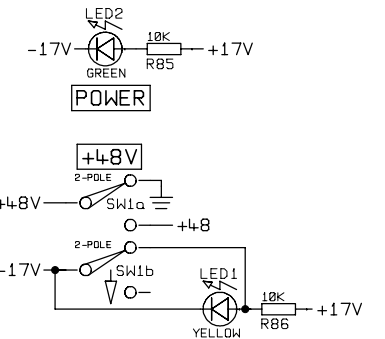 LED2
-17V
10K
+17V
GREEN
R85
POWER
+48V
2-POLE
+48V
SW1a
+48
2-POLE
-17V
SW1b
LED1
10K
+17V
R86
YELLOW